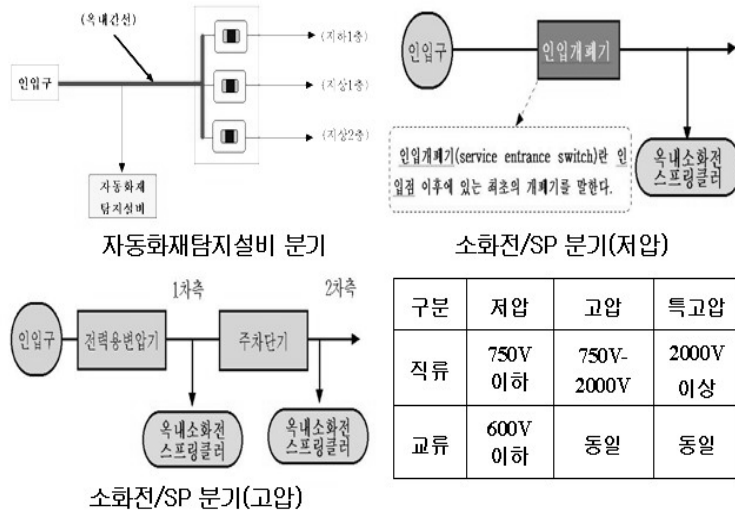 (옥내간선)
인입구
(지하1층)
(지상1층)
(지상2층)
자동화재
탐지설비
자동화재탐지설비 분기
인입구
인입개폐기
인입개폐기(service entrance switch)란 인
입점 이후에 있는 최초의 개폐기를 말한다.
옥내소화전
스프링클러
소화전/SP 분기(저압)
1차측
2차측
인입구
전력용변압기
주차단기
옥내소화전
스프링클러
옥내소화전
스프링클러
소화전/SP 분기(고압)
구분 저압 고압 특고압
직류 750V 이하 750V-2000V 2000V 이상
교류 600V 이하 동일 동일